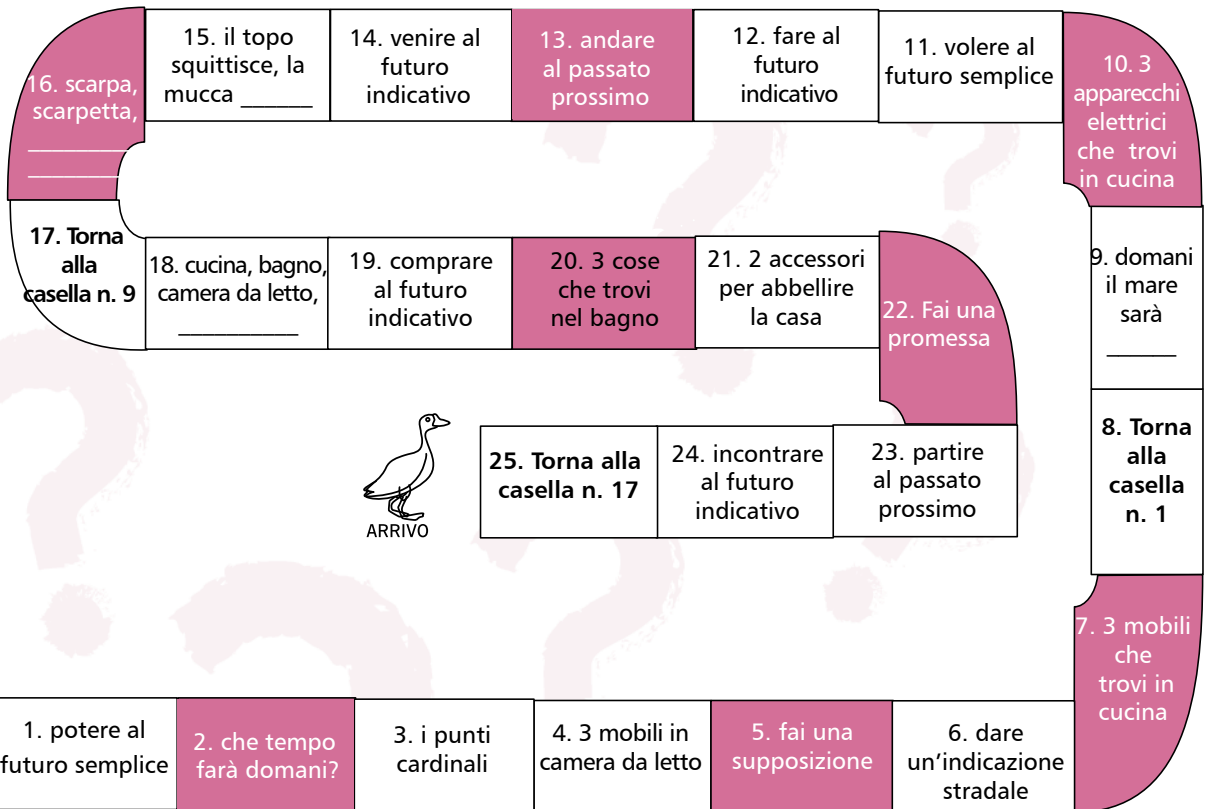 1. potere al
futuro semplice
2. che tempo
farà domani?
3. i punti
cardinali
4. 3 mobili in
camera da letto
5. fai una
supposizione
6. dare
un'indicazione
stradale
7. 3 mobili
che
trovi in
cucina
8. Torna
alla
casella
n. 1
9. domani
il mare
sarà
______
10. 3
apparecchi
elettrici
che trovi
in cucina
11. volere al
futuro semplice
12. fare al
futuro
indicativo
13. andare
al passato
prossimo
14. venire al
futuro
indicativo
15. il topo
squittisce, la
mucca ______
16. scarpa,
scarpetta,
_________
_________
17. Torna
alla
casella n. 9
18. cucina, bagno,
camera da letto,
__________
19. comprare
al futuro
indicativo
20. 3 cose
che trovi
nel bagno
21. 2 accessori
per abbellire
la casa
22. Fai una
promessa
23. partire
al passato
prossimo
24. incontrare
al futuro
indicativo
25. Torna alla
casella n. 17
ARRIVO